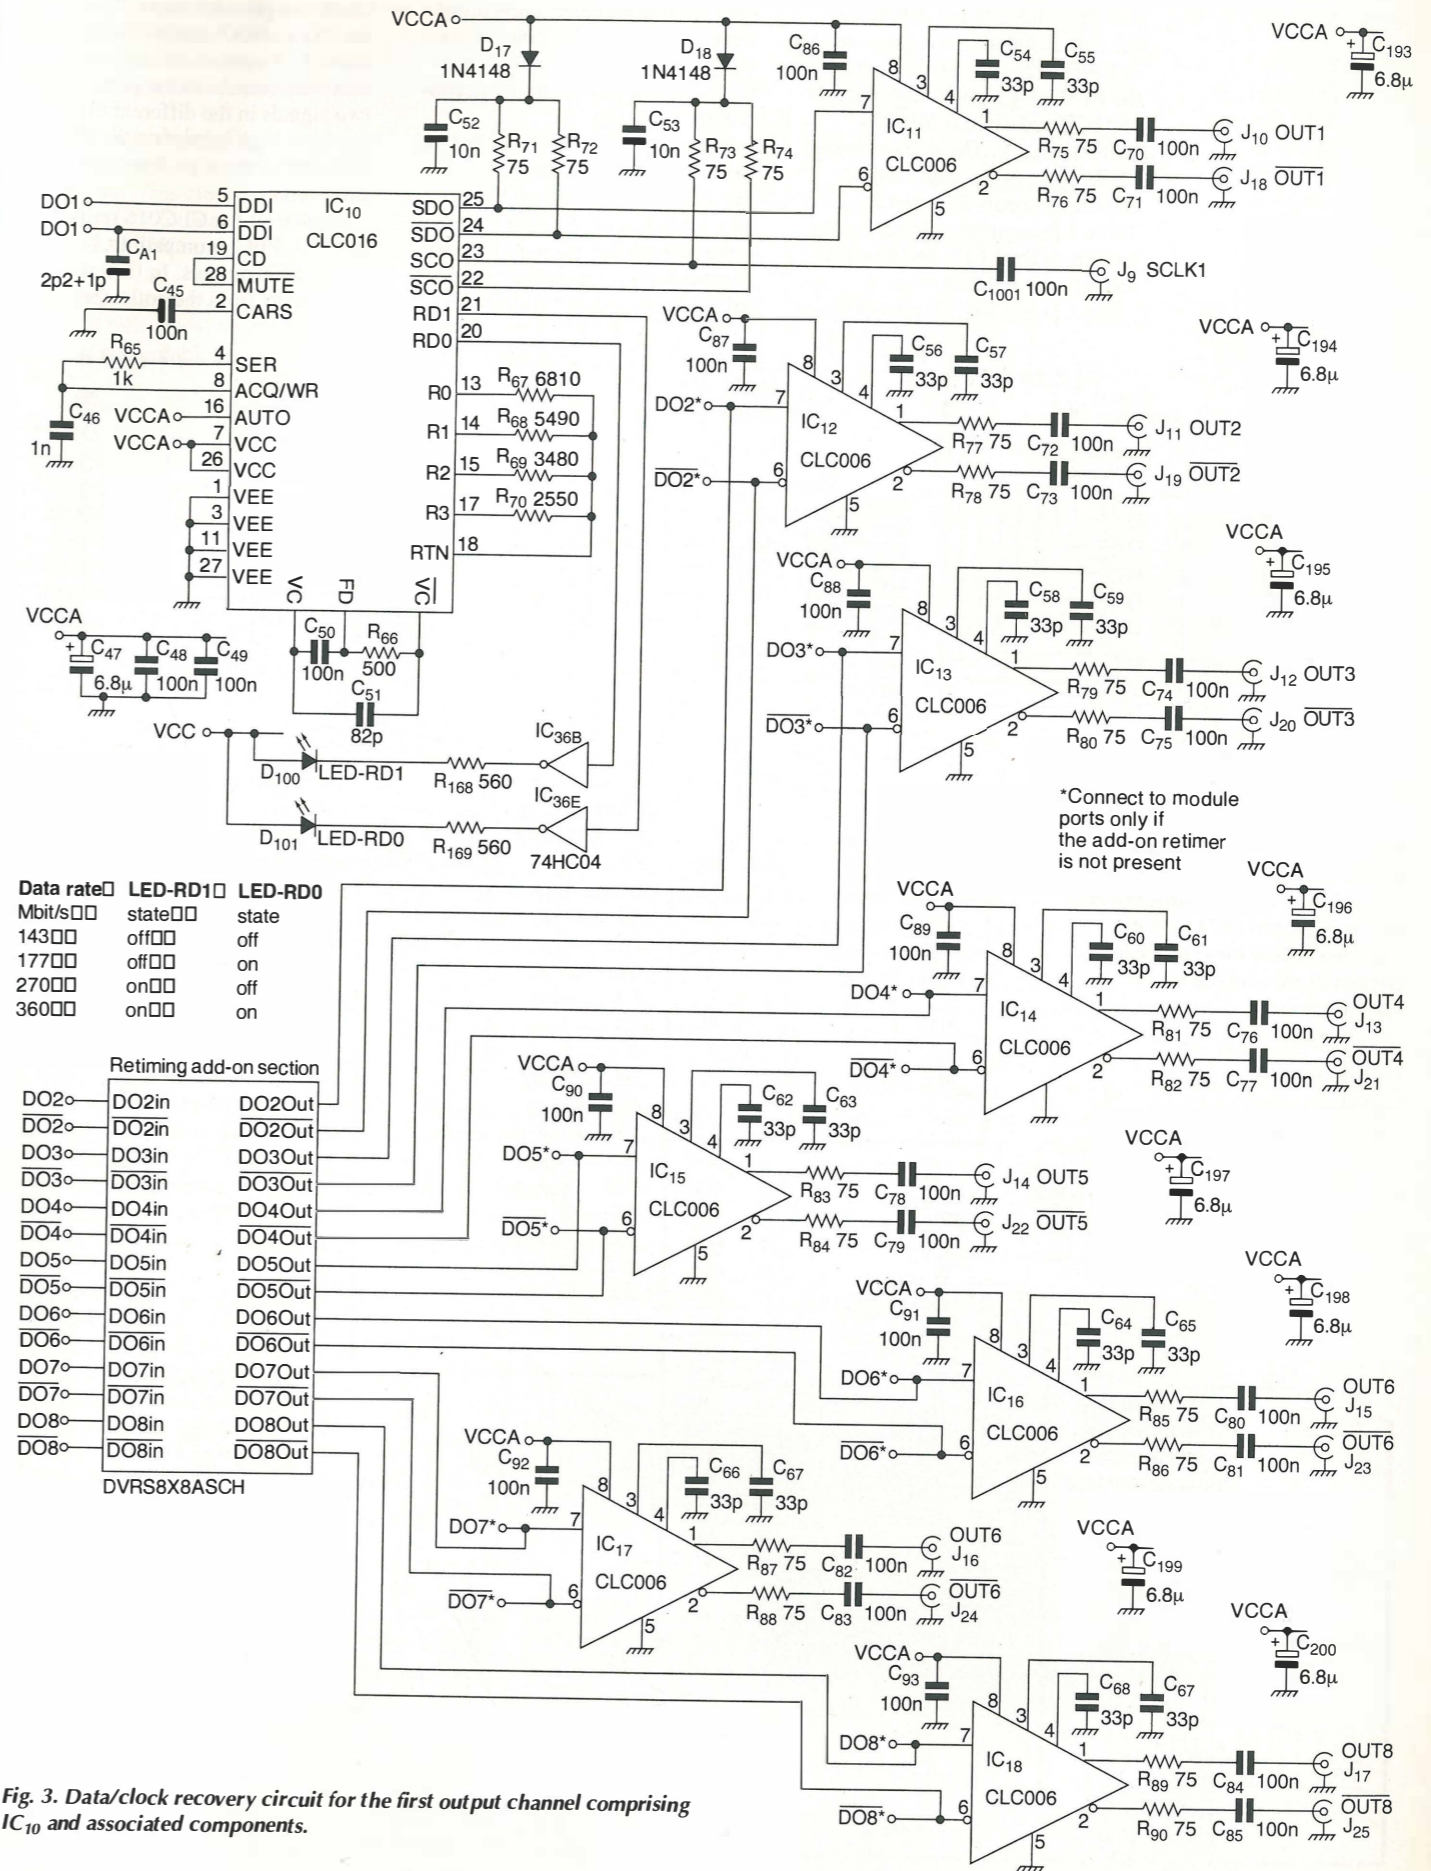 VCCA
D17
1N4148
D18
1N4148
C86
100n
C54
33p
C55
33p
VCCA
C193
6.8µ
C52
10n
R71
75
R72
75
C53
10n
R73
75
R74
75
8
3
4
7
6
1
2
5
IC11
CLC006
R75 75
C70 100n
J10 OUT1
R76 75
C71 100n
J18 OUT1
DO1
DO1
CA1
2p2+1p
C45
100n
R65
1k
C46
1n
VCCA
VCCA
IC10
CLC016
5 DDI
6 DDI
19 CD
28 MUTE
2 CARS
4 SER
8 ACQ/WR
16 AUTO
7 VCC
26 VCC
1 VEE
3 VEE
11 VEE
27 VEE
SDO 25
SDO 24
SCO 23
SCO 22
RD1 21
RD0 20
R0 13
R1 14
R2 15
R3 17
RTN 18
VC
FD
VC
R67 6810
R68 5490
R69 3480
R70 2550
C1001 100n
J9 SCLK1
VCCA
C87
100n
C56
33p
C57
33p
VCCA
C194
6.8µ
DO2*
DO2*
8
3
4
7
6
1
2
5
IC12
CLC006
R77 75
C72 100n
J11 OUT2
R78 75
C73 100n
J19 OUT2
VCCA
C47
6.8µ
C48
100n
C49
100n
C50
100n
R66
500
C51
82p
VCCA
C88
100n
C58
33p
C59
33p
VCCA
C195
6.8µ
DO3*
DO3*
8
3
4
7
6
1
2
5
IC13
CLC006
R79 75
C74 100n
J12 OUT3
R80 75
C75 100n
J20 OUT3
VCC
D100
LED-RD1
R168 560
IC36B
D101
LED-RD0
R169 560
IC36E
74HC04
*Connect to module
ports only if
the add-on retimer
is not present
Data rate□ LED-RD1□ LED-RD0
Mbit/s□□ state□□ state
143□□ off□□ off
177□□ off□□ on
270□□ on□□ off
360□□ on□□ on
VCCA
C89
100n
C60
33p
C61
33p
VCCA
C196
6.8µ
DO4*
DO4*
8
3
4
7
6
1
2
IC14
CLC006
R81 75
C76 100n
OUT4
J13
R82 75
C77 100n
OUT4
J21
Retiming add-on section
DO2 DO2in DO2Out
DO2 DO2in DO2Out
DO3 DO3in DO3Out
DO3 DO3in DO3Out
DO4 DO4in DO4Out
DO4 DO4in DO4Out
DO5 DO5in DO5Out
DO5 DO5in DO5Out
DO6 DO6in DO6Out
DO6 DO6in DO6Out
DO7 DO7in DO7Out
DO7 DO7in DO7Out
DO8 DO8in DO8Out
DO8 DO8in DO8Out
DVRS8X8ASCH
VCCA
C90
100n
C62
33p
C63
33p
VCCA
C197
6.8µ
DO5*
DO5*
8
3
4
7
6
1
2
5
IC15
CLC006
R83 75
C78 100n
J14 OUT5
R84 75
C79 100n
J22 OUT5
VCCA
C91
100n
C64
33p
C65
33p
VCCA
C198
6.8µ
DO6*
DO6*
8
3
4
7
6
1
2
5
IC16
CLC006
R85 75
C80 100n
OUT6
J15
R86 75
C81 100n
OUT6
J23
VCCA
C92
100n
C66
33p
C67
33p
VCCA
C199
6.8µ
DO7*
DO7*
8
3
4
7
6
1
2
5
IC17
CLC006
R87 75
C82 100n
OUT6
J16
R88 75
C83 100n
OUT6
J24
VCCA
C93
100n
C68
33p
C67
33p
VCCA
C200
6.8µ
DO8*
DO8*
8
3
4
7
6
1
2
5
IC18
CLC006
R89 75
C84 100n
OUT8
J17
R90 75
C85 100n
OUT8
J25
Fig. 3. Data/clock recovery circuit for the first output channel comprising
IC10 and associated components.